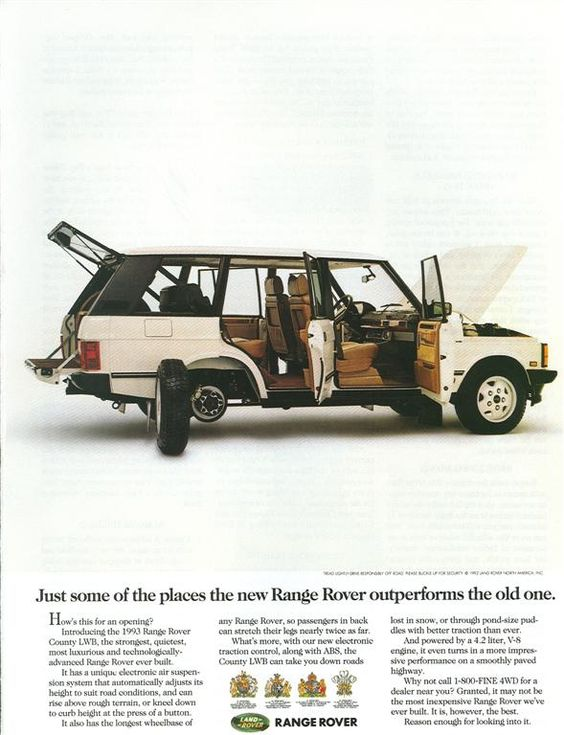 TREAD LIGHTLY! DRIVE RESPONSIBLY OFF ROAD. PLEASE BUCKLE UP FOR SECURITY. © 1992 LAND ROVER NORTH AMERICA, INC.
Just some of the places the new Range Rover outperforms the old one.
How's this for an opening?
Introducing the 1993 Range Rover
County LWB, the strongest, quietest,
most luxurious and technologically-
advanced Range Rover ever built.
It has a unique electronic air suspen-
sion system that automatically adjusts its
height to suit road conditions, and can
rise above rough terrain, or kneel down
to curb height at the press of a button.
It also has the longest wheelbase of
any Range Rover, so passengers in back
can stretch their legs nearly twice as far.
What's more, with our new electronic
traction control, along with ABS, the
County LWB can take you down roads
lost in snow, or through pond-size pud-
dles with better traction than ever.
And powered by a 4.2 liter, V-8
engine, it even turns in a more impres-
sive performance on a smoothly paved
highway.
Why not call 1-800-FINE 4WD for a
dealer near you? Granted, it may not be
the most inexpensive Range Rover we've
ever built. It is, however, the best.
Reason enough for looking into it.
LAND-
ROVER
RANGE ROVER